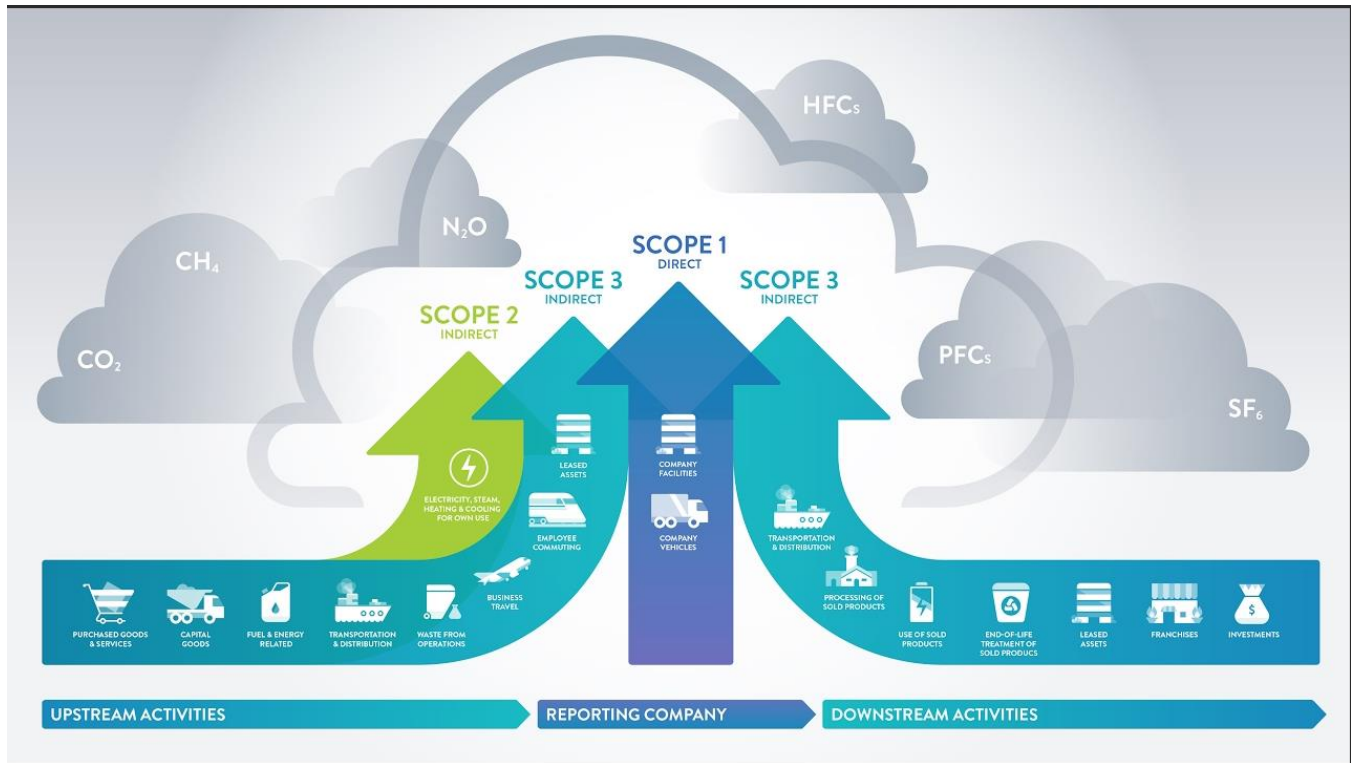 HFCs
N₂O
CH₄
CO₂
PFCs
SF₆
SCOPE 2
INDIRECT
SCOPE 3
INDIRECT
SCOPE 1
DIRECT
SCOPE 3
INDIRECT
ELECTRICITY, STEAM,
HEATING & COOLING
FOR OWN USE
PURCHASED GOODS
& SERVICES
CAPITAL
GOODS
FUEL & ENERGY
RELATED
TRANSPORTATION
& DISTRIBUTION
WASTE FROM
OPERATIONS
BUSINESS
TRAVEL
EMPLOYEE
COMMUTING
LEASED
ASSETS
COMPANY
FACILITIES
COMPANY
VEHICLES
TRANSPORTATION
& DISTRIBUTION
PROCESSING OF
SOLD PRODUCTS
USE OF SOLD
PRODUCTS
END-OF-LIFE
TREATMENT OF
SOLD PRODUCS
LEASED
ASSETS
FRANCHISES
$
INVESTMENTS
UPSTREAM ACTIVITIES
REPORTING COMPANY
DOWNSTREAM ACTIVITIES